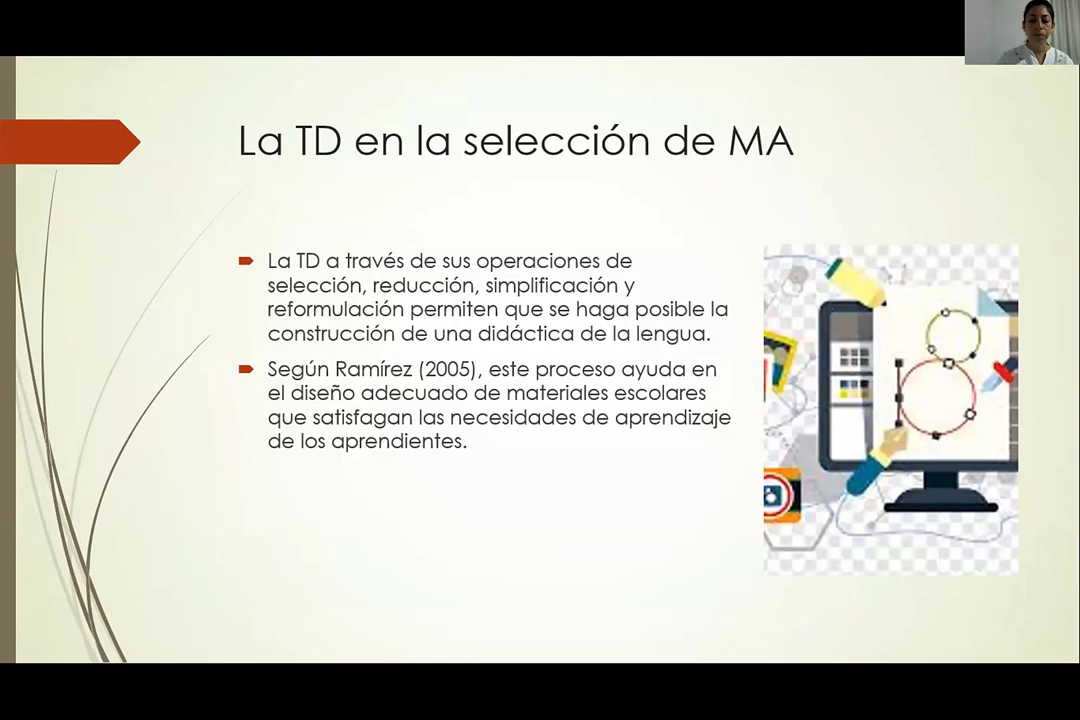 La TD en la selección de MA
La TD a través de sus operaciones de
selección, reducción, simplificación y
reformulación permiten que se haga posible la
construcción de una didáctica de la lengua.
Según Ramírez (2005), este proceso ayuda en
el diseño adecuado de materiales escolares
que satisfagan las necesidades de aprendizaje
de los aprendientes.